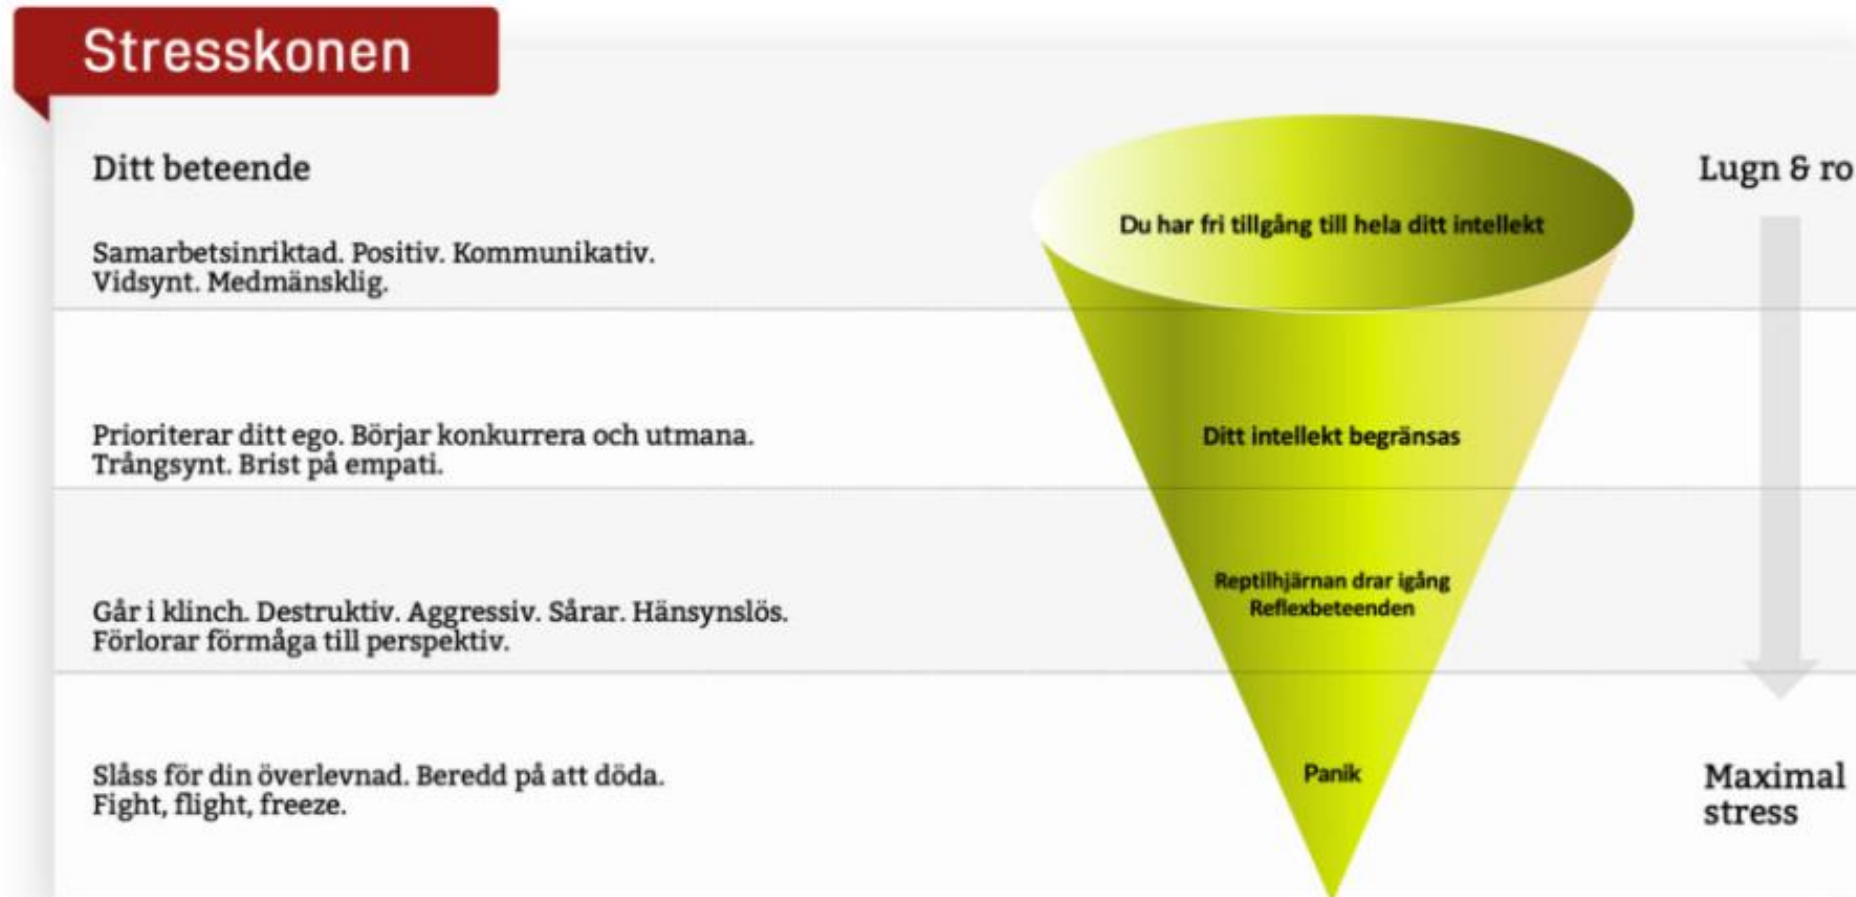 Stresskonen
Ditt beteende
Lugn & ro
Samarbetsinriktad. Positiv. Kommunikativ.
Vidsynt. Medmänsklig.
Du har fri tillgång till hela ditt intellekt
Prioriterar ditt ego. Börjar konkurrera och utmana.
Trångsynt. Brist på empati.
Ditt intellekt begränsas
Går i klinch. Destruktiv. Aggressiv. Sårar. Hänsynslös.
Förlorar förmåga till perspektiv.
Reptilhjärnan drar igång
Reflexbeteenden
Slåss för din överlevnad. Beredd på att döda.
Fight, flight, freeze.
Panik
Maximal
stress